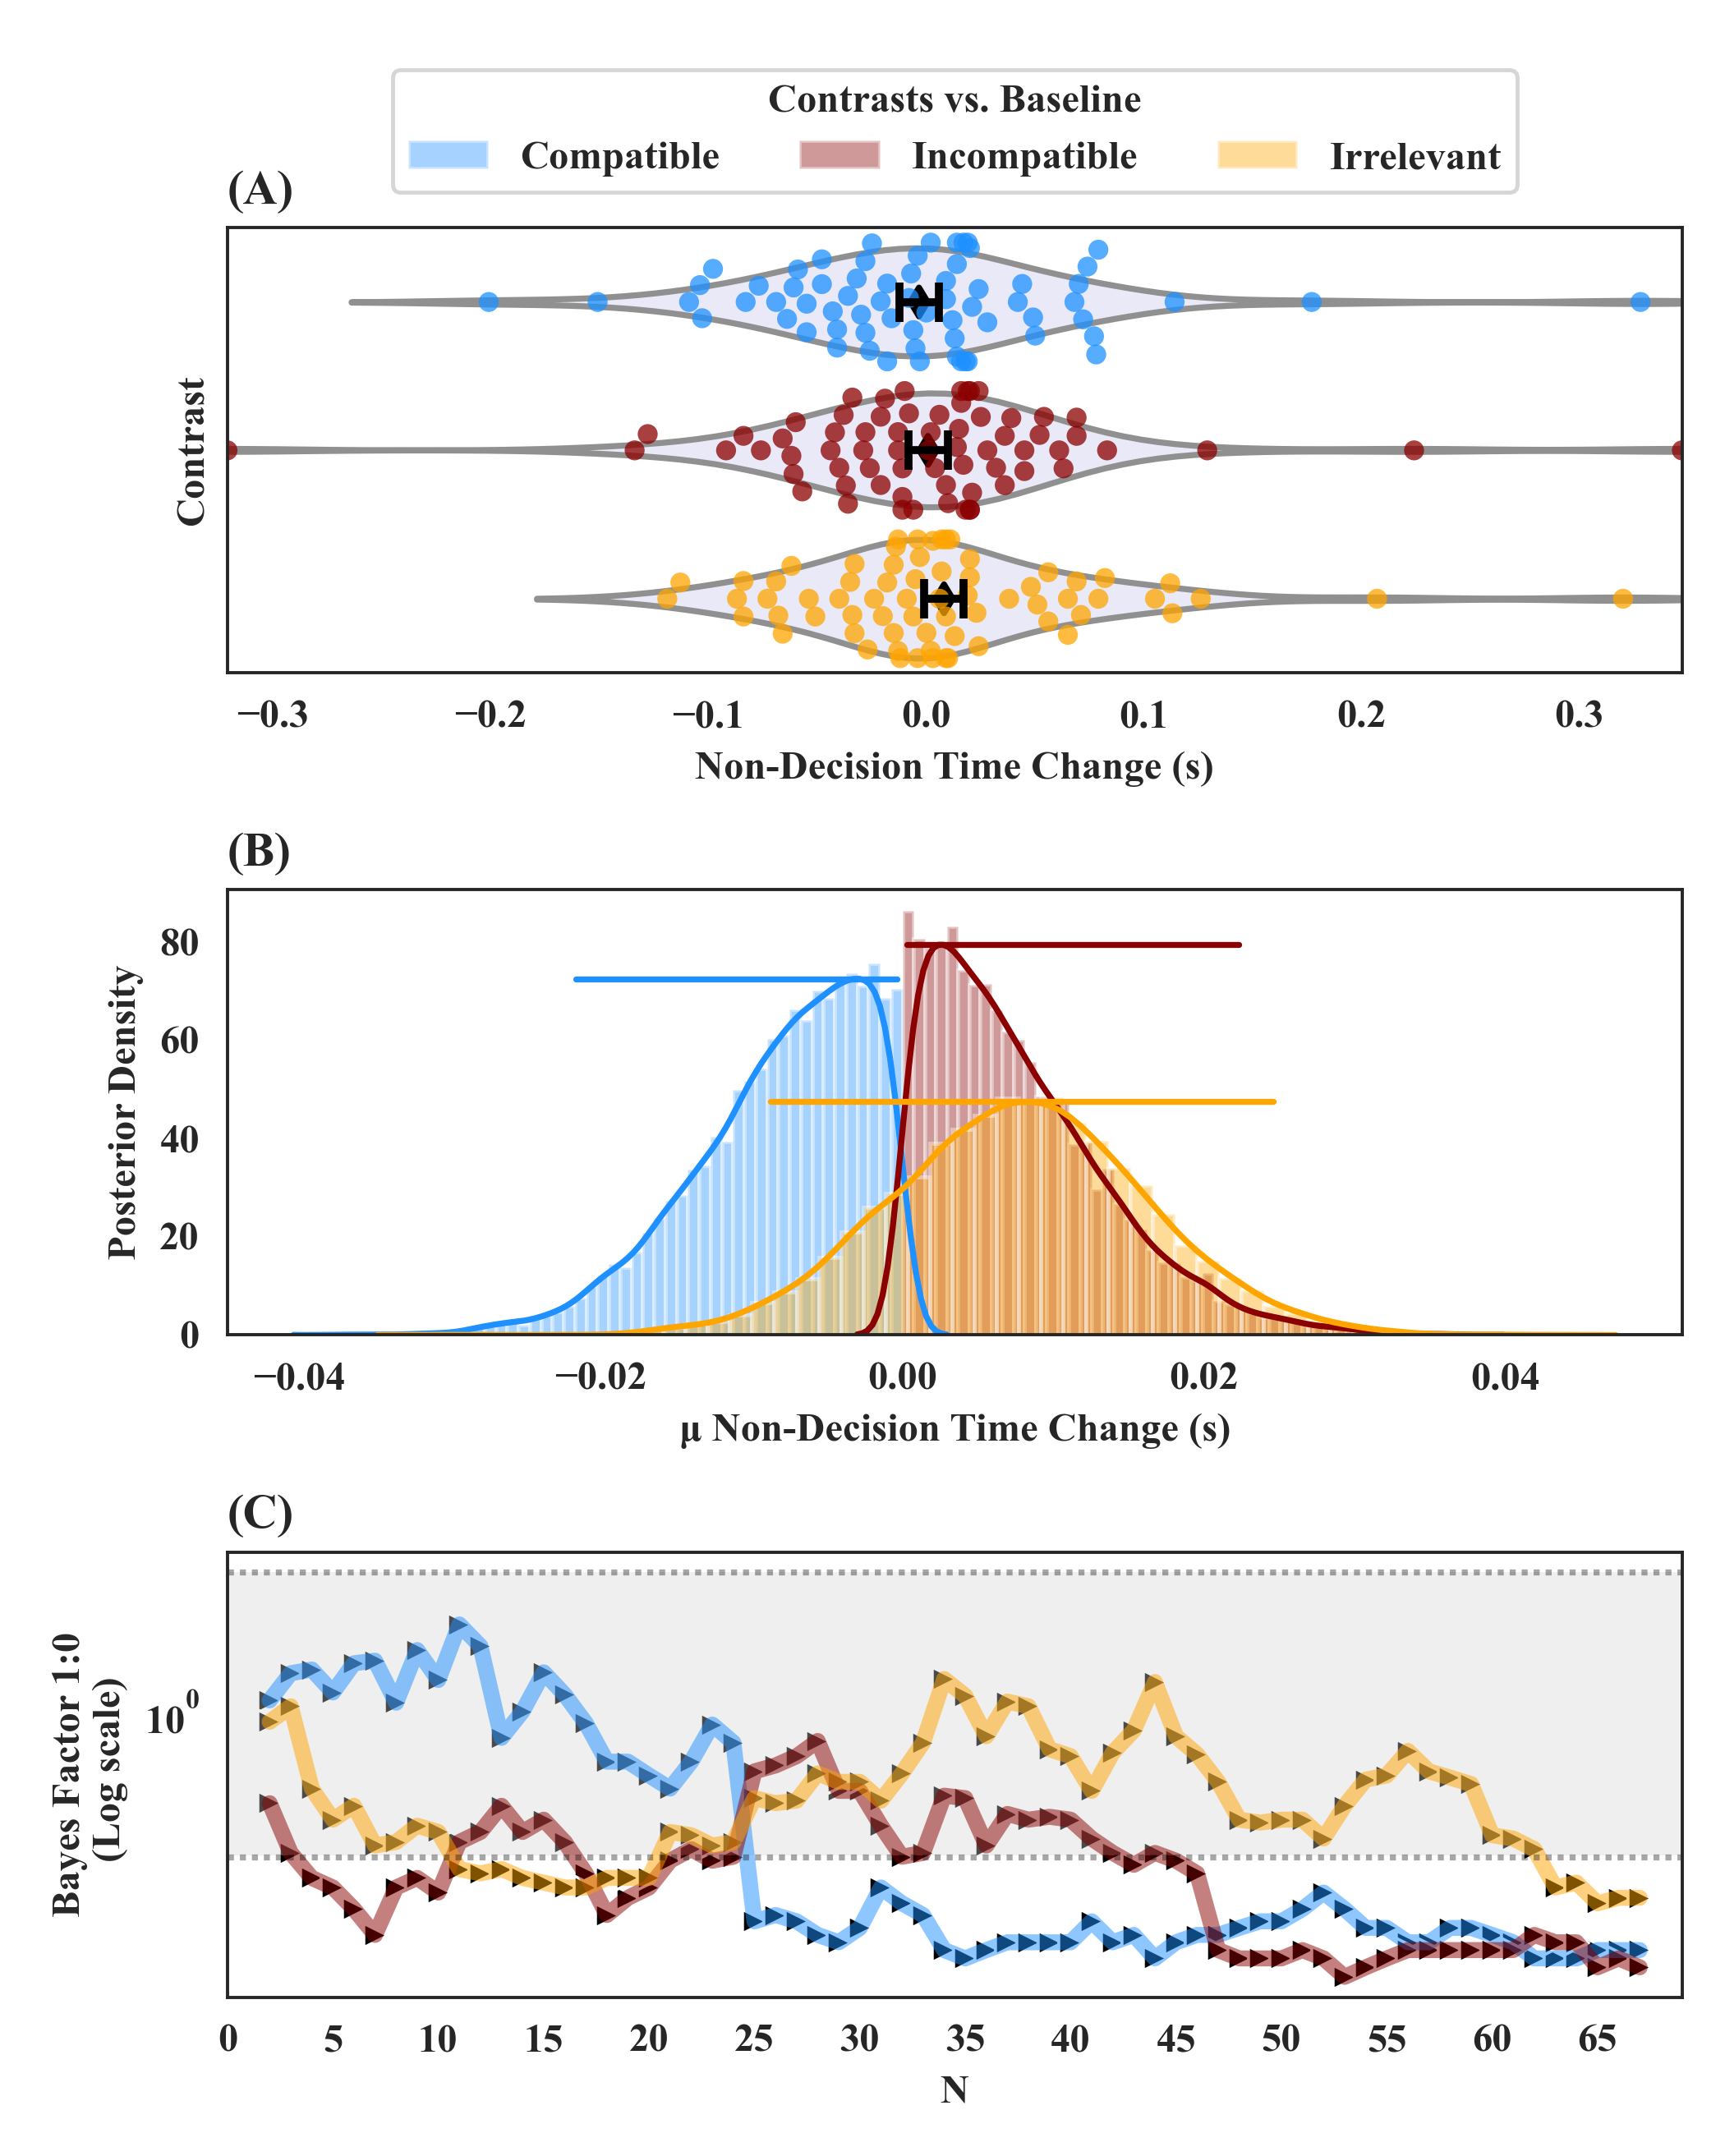 Contrasts vs. Baseline
Compatible Incompatible Irrelevant
(A)
Contrast
−0.3 −0.2 −0.1 0.0 0.1 0.2 0.3
Non-Decision Time Change (s)
(B)
Posterior Density
80
60
40
20
0
−0.04 −0.02 0.00 0.02 0.04
μ Non-Decision Time Change (s)
(C)
Bayes Factor 1:0
(Log scale)
10⁰
0 5 10 15 20 25 30 35 40 45 50 55 60 65
N